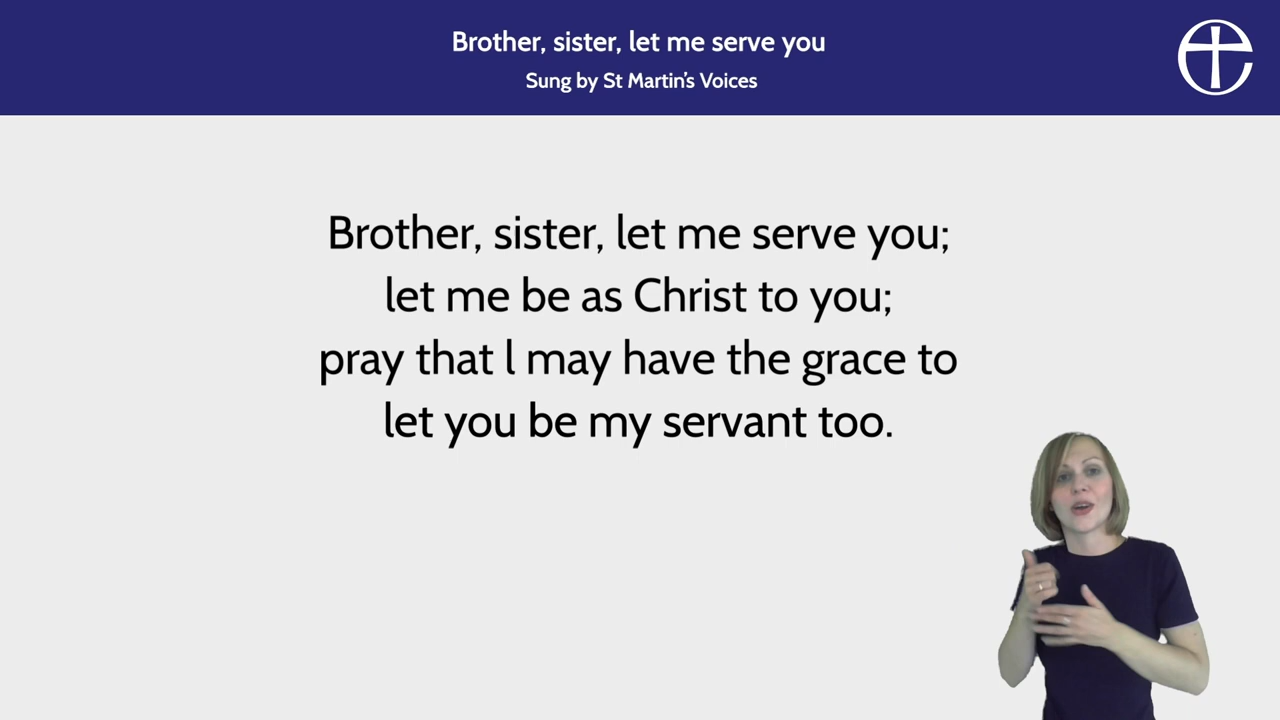 Brother, sister, let me serve you
Sung by St Martin's Voices
Brother, sister, let me serve you;
let me be as Christ to you;
pray that l may have the grace to
let you be my servant too.